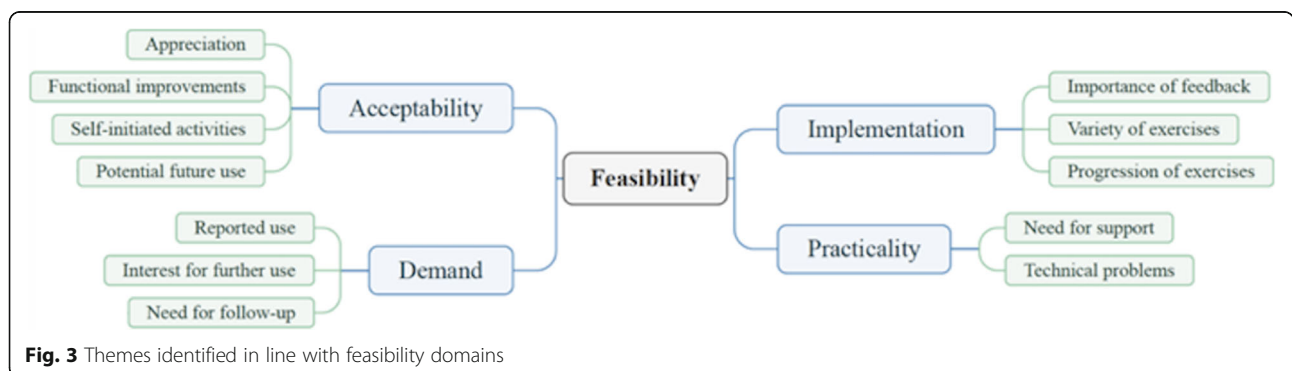 Appreciation
Functional improvements
Self-initiated activities
Potential future use
Acceptability
Reported use
Interest for further use
Need for follow-up
Demand
Feasibility
Implementation
Importance of feedback
Variety of exercises
Progression of exercises
Practicality
Need for support
Technical problems
Fig. 3 Themes identified in line with feasibility domains